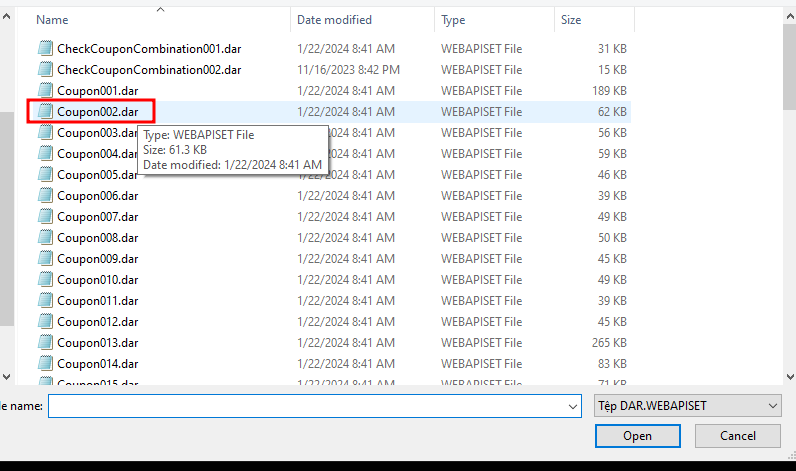 Name Date modified Type Size
CheckCouponCombination001.dar 1/22/2024 8:41 AM WEBAPISET File 31 KB
CheckCouponCombination002.dar 11/16/2023 8:42 PM WEBAPISET File 15 KB
Coupon001.dar 1/22/2024 8:41 AM WEBAPISET File 189 KB
Coupon002.dar 1/22/2024 8:41 AM WEBAPISET File 62 KB
Coupon003.dar 1/22/2024 8:41 AM WEBAPISET File 56 KB
Type: WEBAPISET File
Size: 61.3 KB
Date modified: 1/22/2024 8:41 AM
Coupon004.dar 1/22/2024 8:41 AM WEBAPISET File 59 KB
Coupon005.dar 1/22/2024 8:41 AM WEBAPISET File 46 KB
Coupon006.dar 1/22/2024 8:41 AM WEBAPISET File 39 KB
Coupon007.dar 1/22/2024 8:41 AM WEBAPISET File 49 KB
Coupon008.dar 1/22/2024 8:41 AM WEBAPISET File 50 KB
Coupon009.dar 1/22/2024 8:41 AM WEBAPISET File 45 KB
Coupon010.dar 1/22/2024 8:41 AM WEBAPISET File 49 KB
Coupon011.dar 1/22/2024 8:41 AM WEBAPISET File 39 KB
Coupon012.dar 1/22/2024 8:41 AM WEBAPISET File 45 KB
Coupon013.dar 1/22/2024 8:41 AM WEBAPISET File 265 KB
Coupon014.dar 1/22/2024 8:41 AM WEBAPISET File 83 KB
Coupon015.dar 1/22/2024 8:41 AM WEBAPISET File 71 KB
le name: Tệp DAR.WEBAPISET
Open Cancel